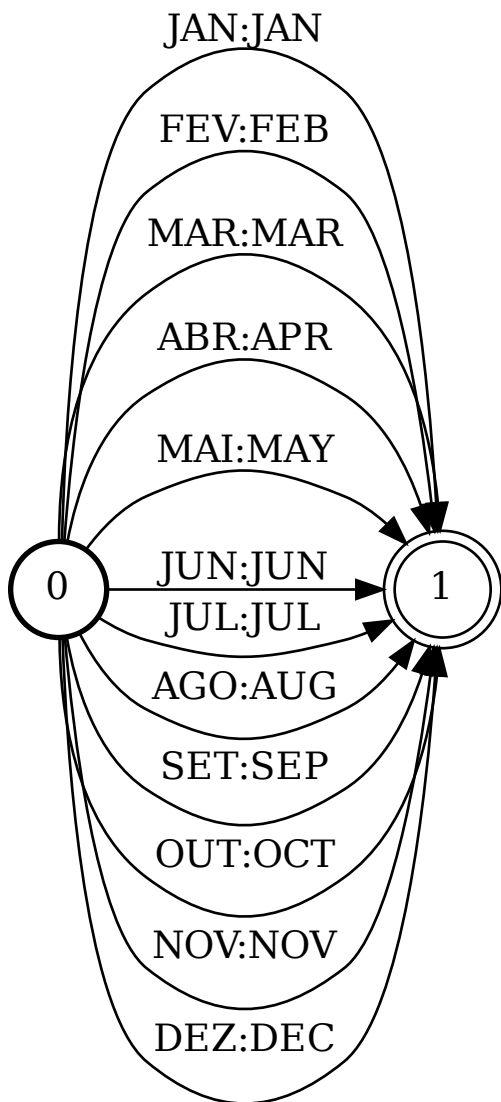 JAN:JAN
FEV:FEB
MAR:MAR
ABR:APR
MAI:MAY
JUN:JUN
0
1
JUL:JUL
AGO:AUG
SET:SEP
OUT:OCT
NOV:NOV
DEZ:DEC